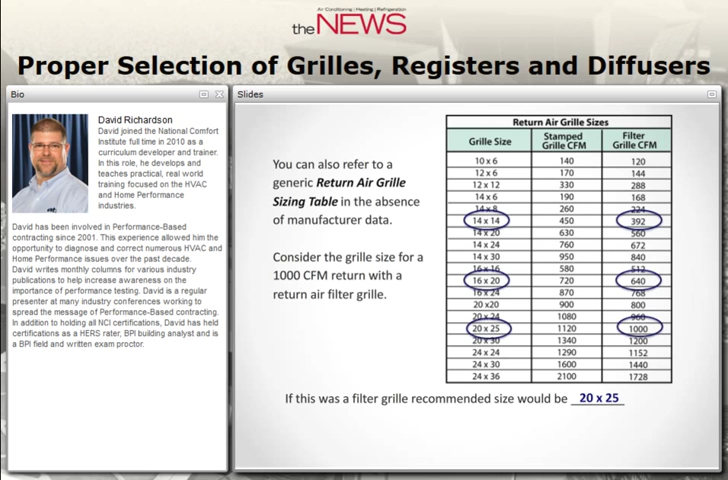 Air Conditioning | Heating | Refrigeration
the NEWS
Proper Selection of Grilles, Registers and Diffusers
Bio
David Richardson
David joined the National Comfort
Institute full time in 2010 as a
curriculum developer and trainer.
In this role, he develops and
teaches practical, real world
training focused on the HVAC
and Home Performance
industries.
David has been involved in Performance-Based
contracting since 2001. This experience allowed him the
opportunity to diagnose and correct numerous HVAC and
Home Performance issues over the past decade.
David writes monthly columns for various industry
publications to help increase awareness on the
importance of performance testing. David is a regular
presenter at many industry conferences working to
spread the message of Performance-Based contracting.
In addition to holding all NCI certifications, David has held
certifications as a HERS rater, BPI building analyst and is
a BPI field and written exam proctor.
Slides
You can also refer to a
generic Return Air Grille
Sizing Table in the absence
of manufacturer data.
Consider the grille size for a
1000 CFM return with a
return air filter grille.
Return Air Grille Sizes
Grille Size Stamped Grille CFM Filter Grille CFM
10 x 6 140 120
12 x 6 170 144
12 x 12 330 288
14 x 6 190 168
14 x 8 260 224
14 x 14 450 392
14 x 20 630 560
14 x 24 760 672
14 x 30 950 840
16 x 16 580 512
16 x 20 720 640
16 x 24 870 768
20 x20 900 800
20 x 24 1080 960
20 x 25 1120 1000
20 x 30 1340 1200
24 x 24 1290 1152
24 x 30 1600 1440
24 x 36 2100 1728
If this was a filter grille recommended size would be 20 x 25